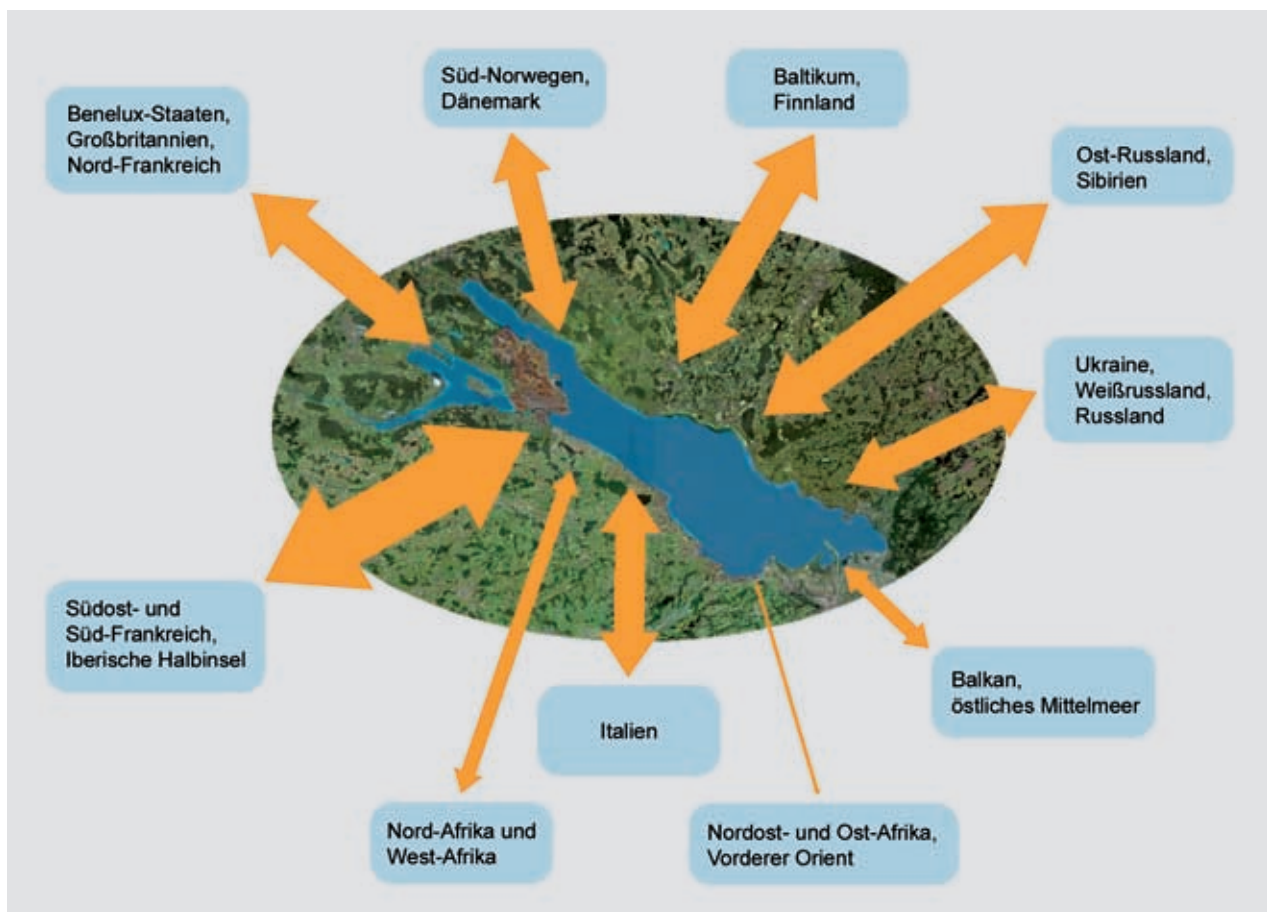 Süd-Norwegen,
Dänemark
Baltikum,
Finnland
Benelux-Staaten,
Großbritannien,
Nord-Frankreich
Ost-Russland,
Sibirien
Ukraine,
Weißrussland,
Russland
Südost- und
Süd-Frankreich,
Iberische Halbinsel
Balkan,
östliches Mittelmeer
Italien
Nord-Afrika und
West-Afrika
Nordost- und Ost-Afrika,
Vorderer Orient